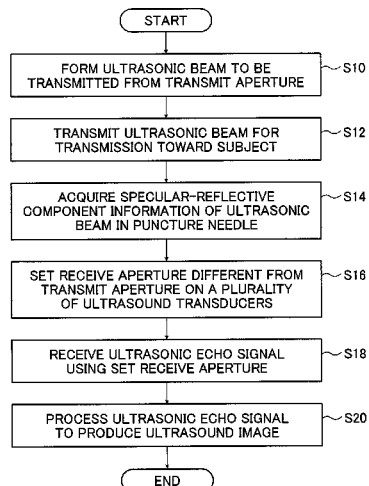 START
FORM ULTRASONIC BEAM TO BE
TRANSMITTED FROM TRANSMIT APERTURE
S10
TRANSMIT ULTRASONIC BEAM FOR
TRANSMISSION TOWARD SUBJECT
S12
ACQUIRE SPECULAR-REFLECTIVE
COMPONENT INFORMATION OF ULTRASONIC
BEAM IN PUNCTURE NEEDLE
S14
SET RECEIVE APERTURE DIFFERENT FROM
TRANSMIT APERTURE ON A PLURALITY
OF ULTRASOUND TRANSDUCERS
S16
RECEIVE ULTRASONIC ECHO SIGNAL
USING SET RECEIVE APERTURE
S18
PROCESS ULTRASONIC ECHO SIGNAL
TO PRODUCE ULTRASOUND IMAGE
S20
END